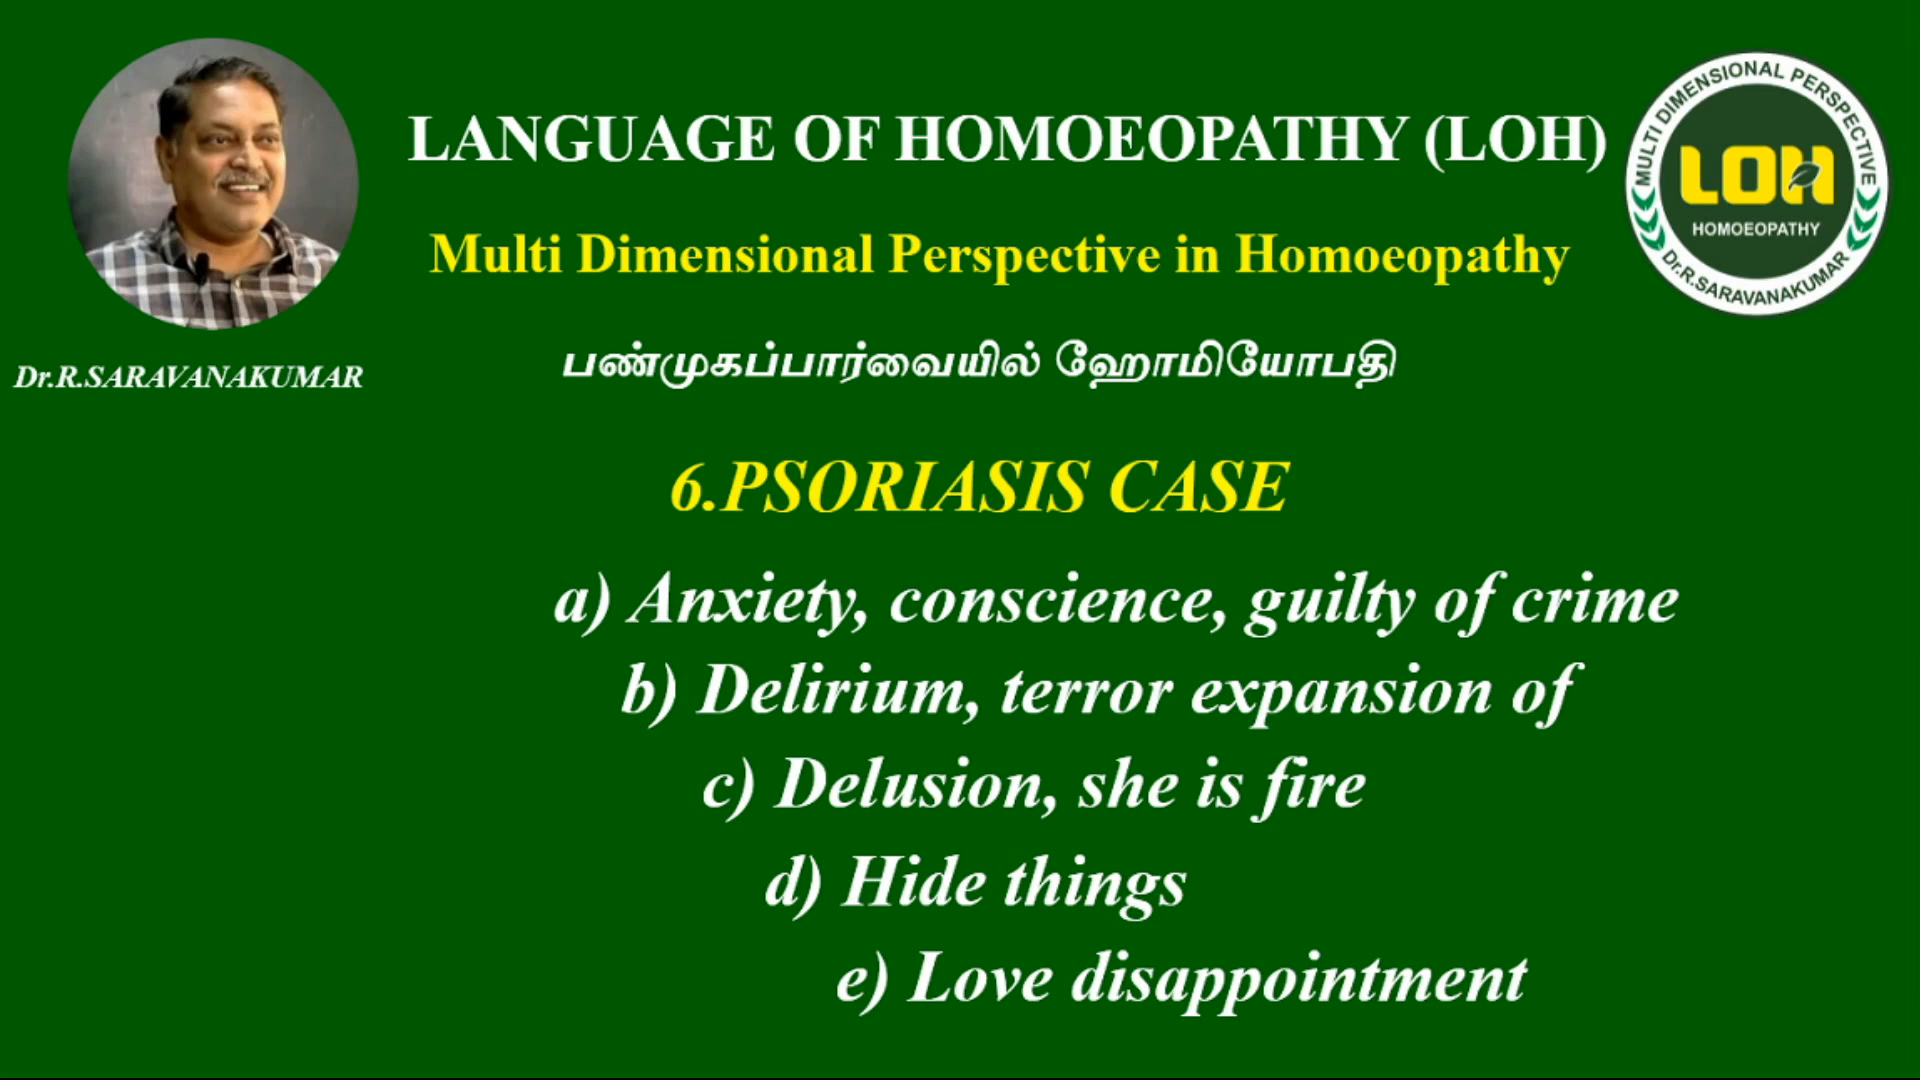 LANGUAGE OF HOMOEOPATHY (LOH)
Multi Dimensional Perspective in Homoeopathy
பண்முகப்பார்வையில் ஹோமியோபதி
Dr.R.SARAVANAKUMAR
MULTI DIMENSIONAL PERSPECTIVE
LOH
HOMOEOPATHY
Dr.R.SARAVANAKUMAR
6.PSORIASIS CASE
a) Anxiety, conscience, guilty of crime
b) Delirium, terror expansion of
c) Delusion, she is fire
d) Hide things
e) Love disappointment